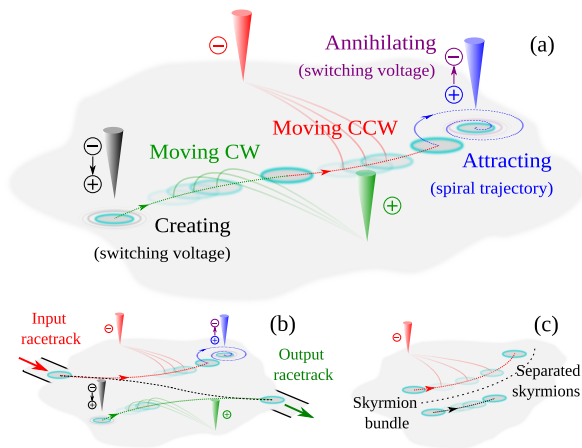 Annihilating
(switching voltage)
(a)
Moving CCW
Moving CW
Attracting
(spiral trajectory)
Creating
(switching voltage)
Input
racetrack
(b)
Output
racetrack
(c)
Skyrmion
bundle
Separated
skyrmions